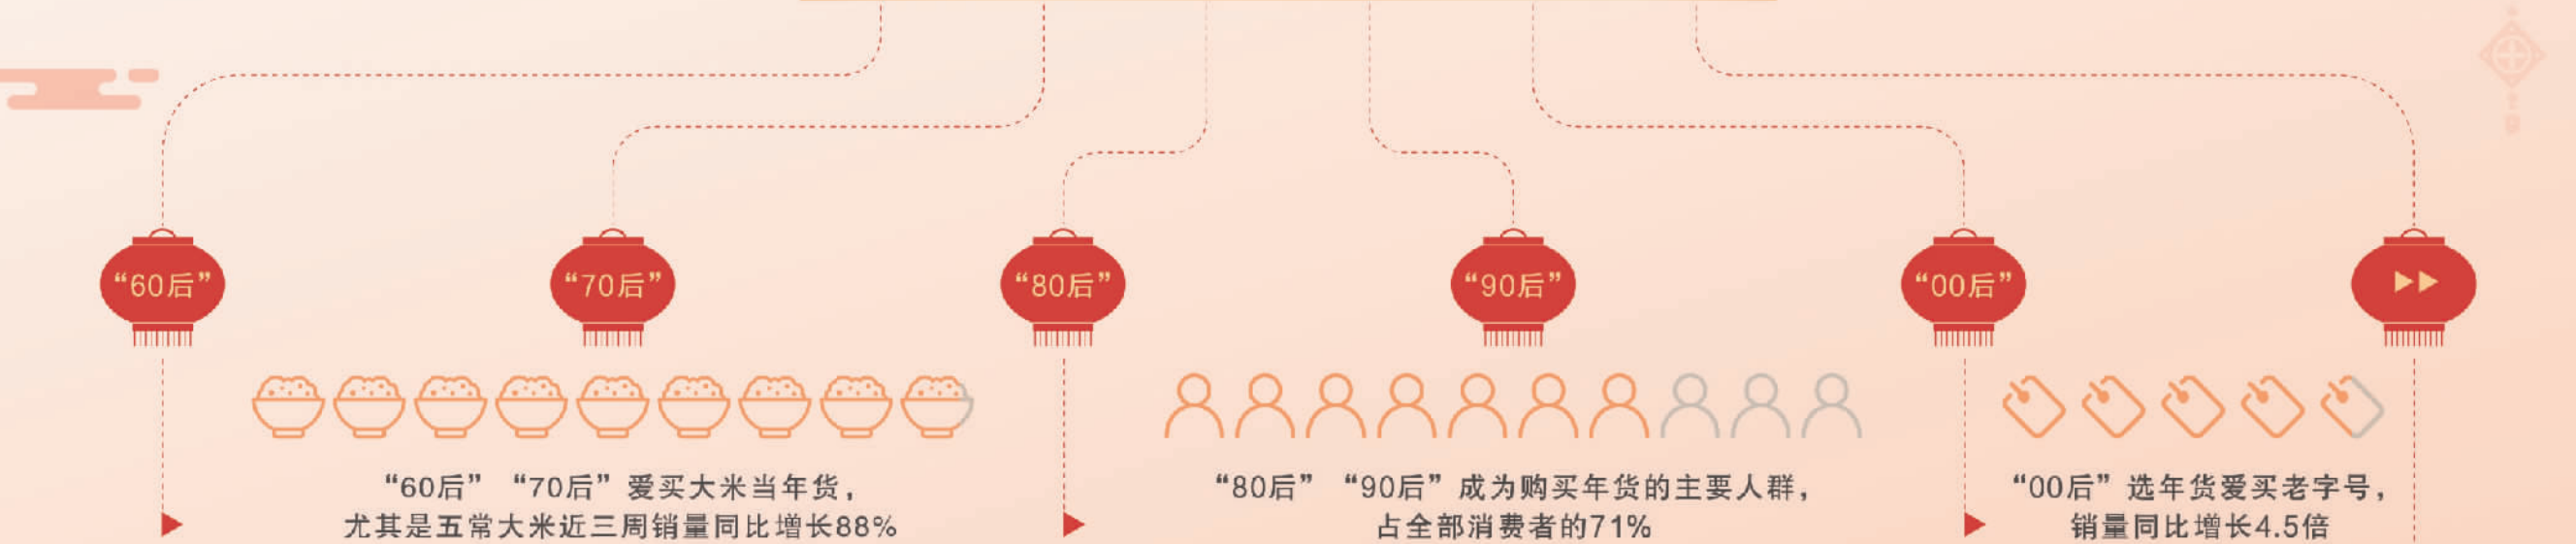 “60后”
“70后”
“80后”
“90后”
“00后”
“60后” “70后”爱买大米当年货，
尤其是五常大米近三周销量同比增长88%
“80后” “90后”成为购买年货的主要人群，
占全部消费者的71%
“00后”选年货爱买老字号，
销量同比增长4.5倍